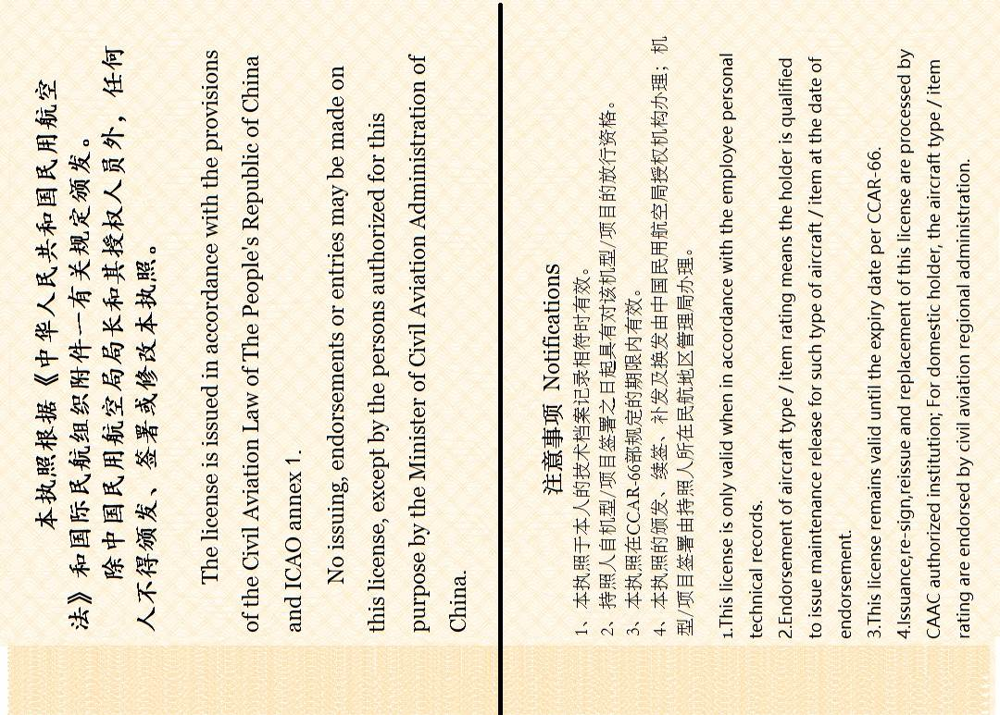 本执照根据《中华人民共和国民用航空
法》和国际民航组织附件一有关规定颁发。
除中国民用航空局局长和其授权人员外，任何
人不得颁发、签署或修改本执照。
The license is issued in accordance with the provisions
of the Civil Aviation Law of The People's Republic of China
and ICAO annex 1.
No issuing, endorsements or entries may be made on
this license, except by the persons authorized for this
purpose by the Minister of Civil Aviation Administration of
China.
注意事项 Notifications
1、本执照于本人的技术档案记录相符时有效。
2、持照人自机型/项目签署之日起具有对该机型/项目的放行资格。
3、本执照在CCAR-66部规定的期限内有效。
4、本执照的颁发、续签、补发及换发由中国民用航空局授权机构办理；机
型/项目签署由持照人所在民航地区管理局办理。
1.This license is only valid when in accordance with the employee personal
technical records.
2.Endorsement of aircraft type / item rating means the holder is qualified
to issue maintenance release for such type of aircraft / item at the date of
endorsement.
3.This license remains valid until the expiry date per CCAR-66.
4.Issuance,re-sign,reissue and replacement of this license are processed by
CAAC authorized institution; For domestic holder, the aircraft type / item
rating are endorsed by civil aviation regional administration.